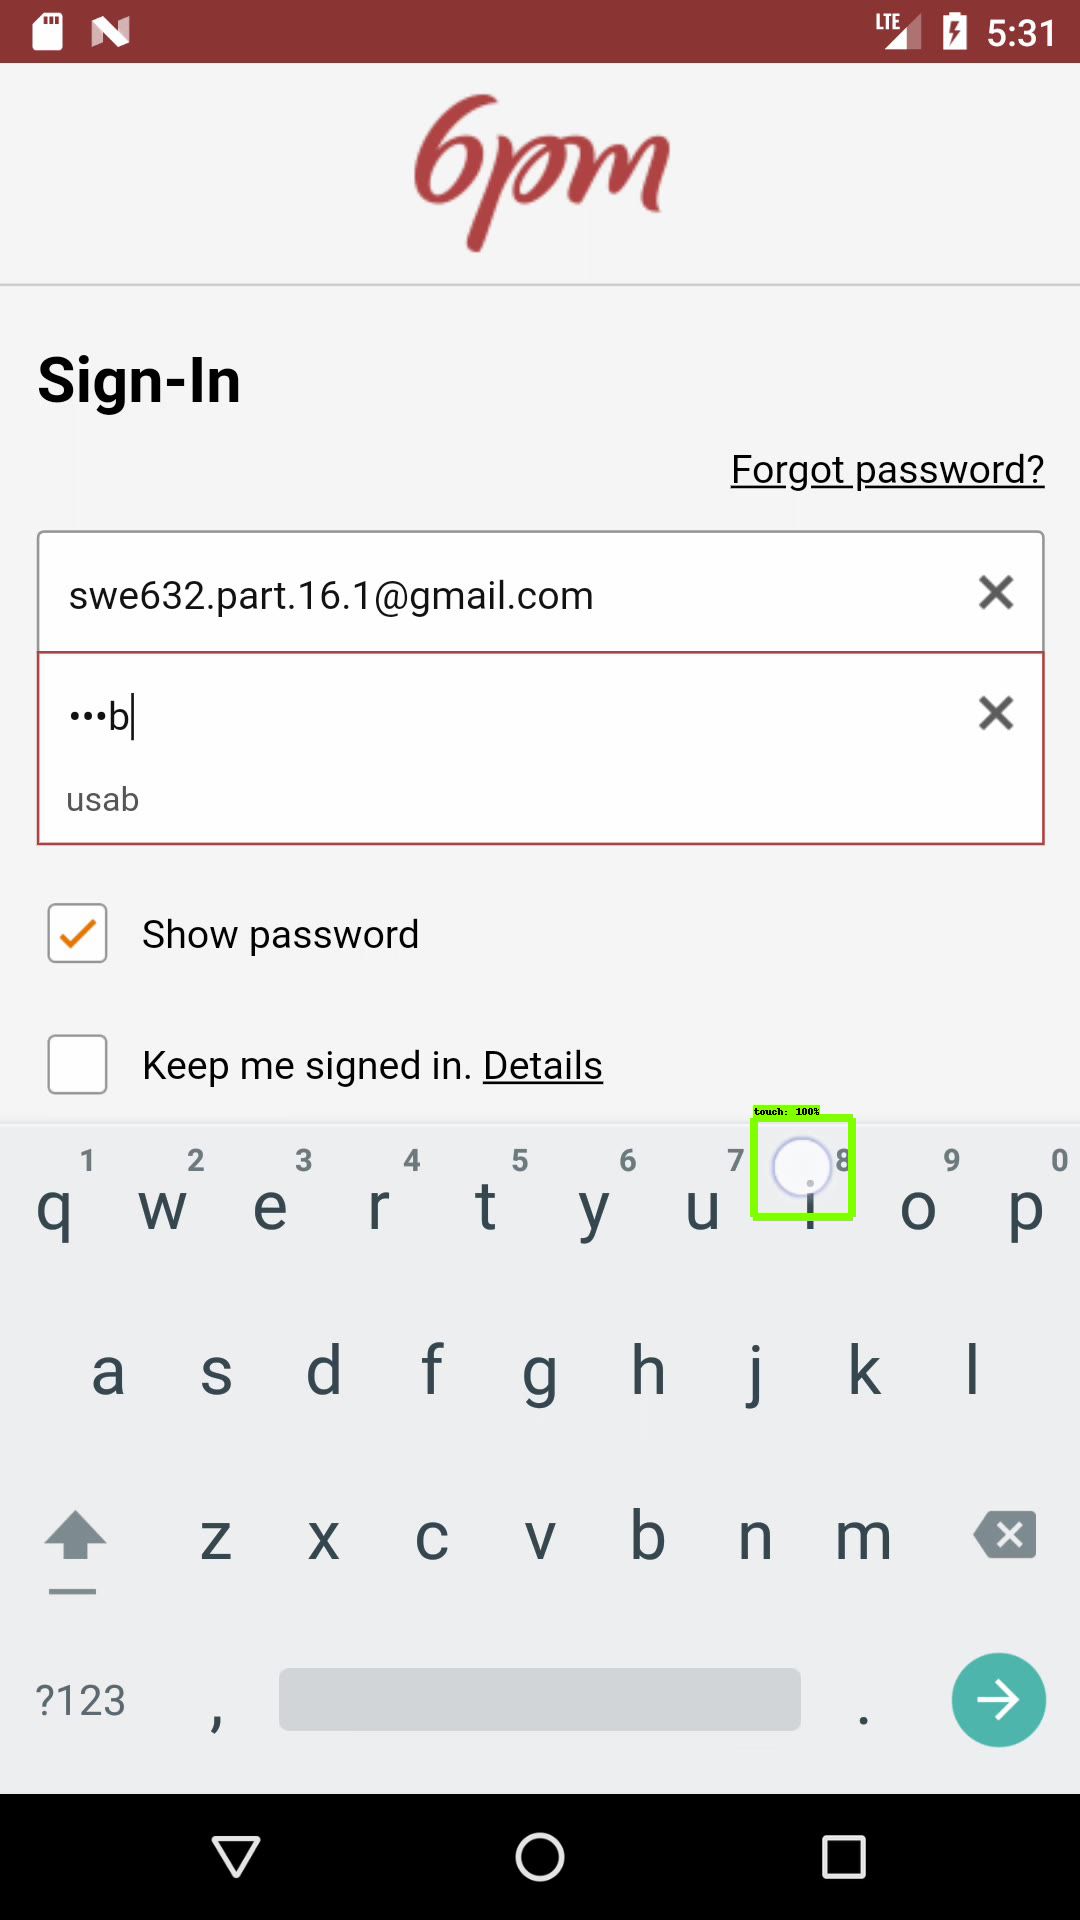 LTE 5:31
6pm
Sign-In
Forgot password?
swe632.part.16.1@gmail.com
•••b
usab
Show password
Keep me signed in. Details
touch: 100%
1 2 3 4 5 6 7 8 9 0
q w e r t y u i o p
a s d f g h j k l
z x c v b n m
?123 , .